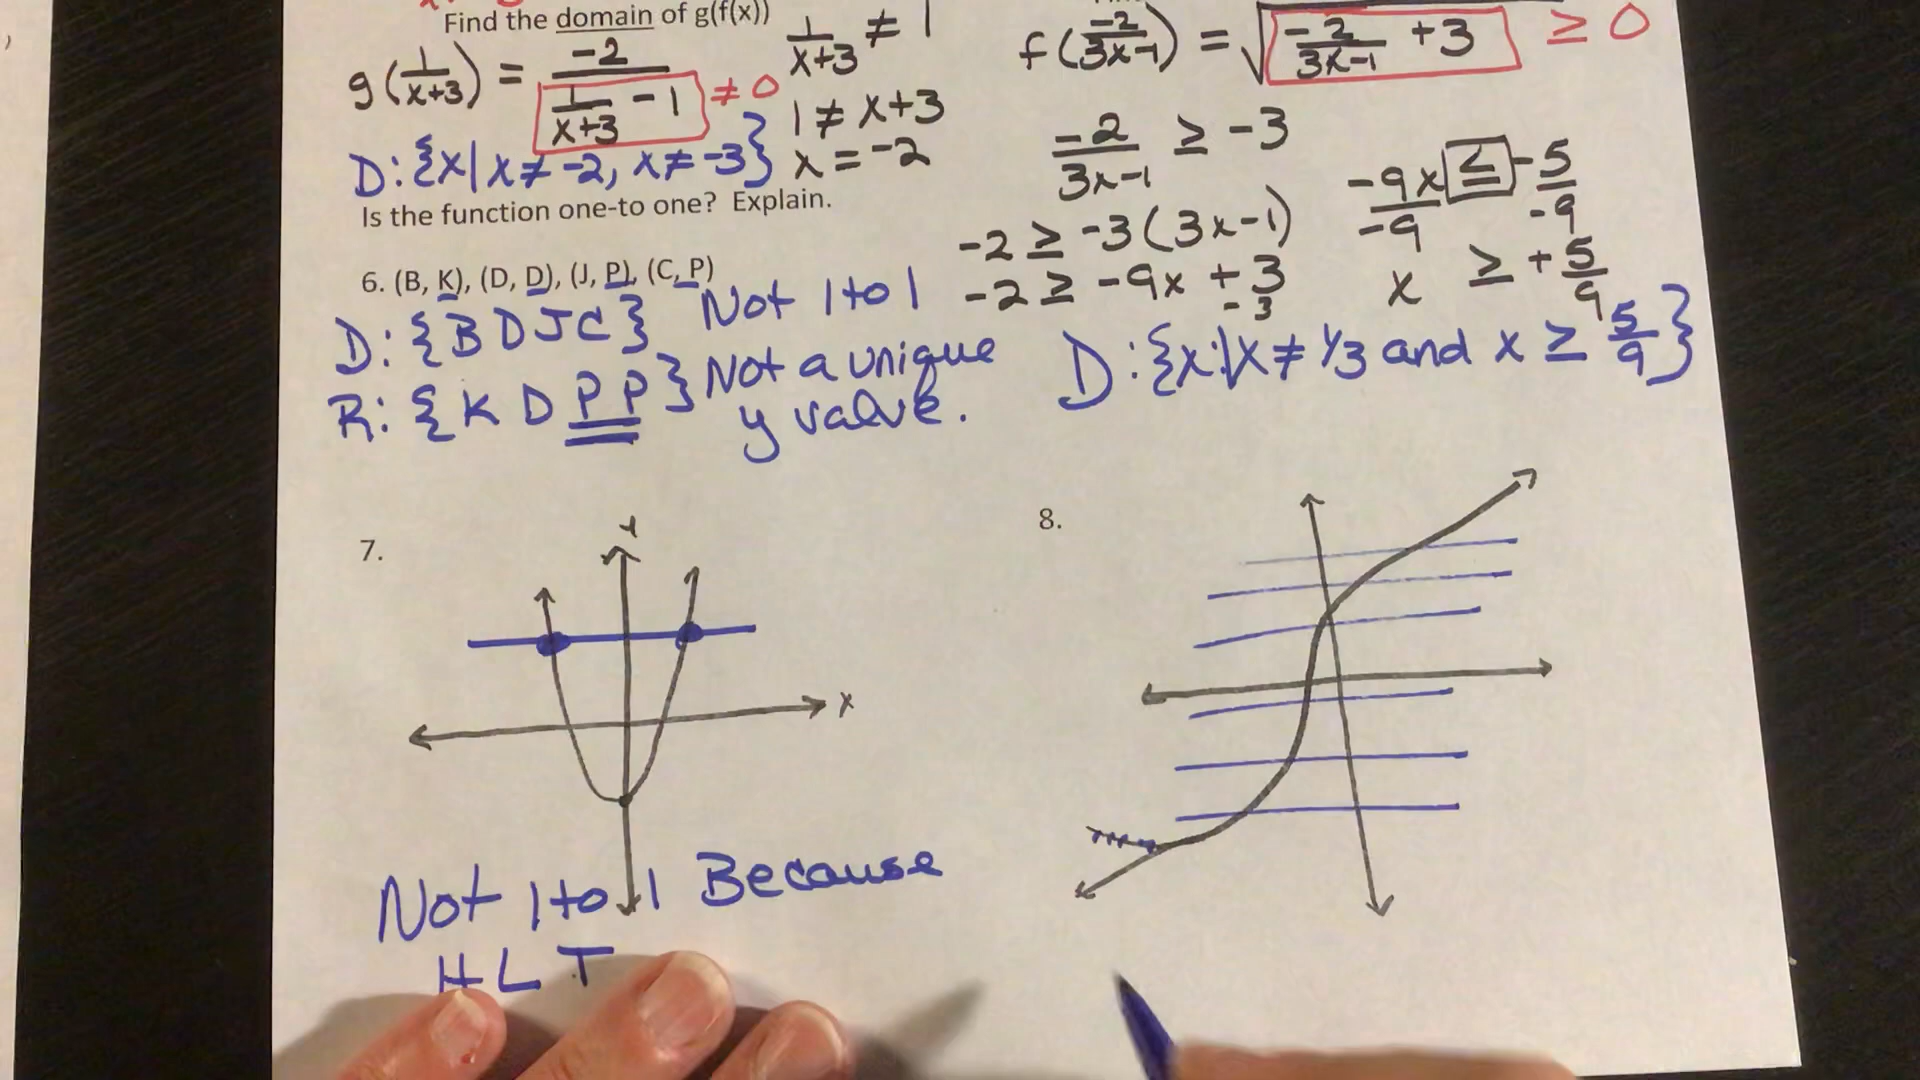 Find the domain of g(f(x))
g(1/x+3) = -2/(1/x+3 - 1) ≠ 0
1/x+3 ≠ 1
1 ≠ x+3
x = -2
D: {x| x ≠ -2, x ≠ -3}
f(-2/3x-1) = √(-2/3x-1 + 3) ≥ 0
-2/3x-1 ≥ -3
-2 ≥ -3(3x-1)
-2 ≥ -9x + 3
-3
-9x/-9 ≤ -5/-9
x ≥ +5/9
D: {x:|x ≠ 1/3 and x ≥ 5/9}
Is the function one-to one? Explain.
6. (B, K), (D, D), (J, P), (C, P)
D: {B D J C}
R: {K D P P}
Not 1 to 1
Not a unique
y value.
7.
x
Not 1 to 1 Because
H L T
8.